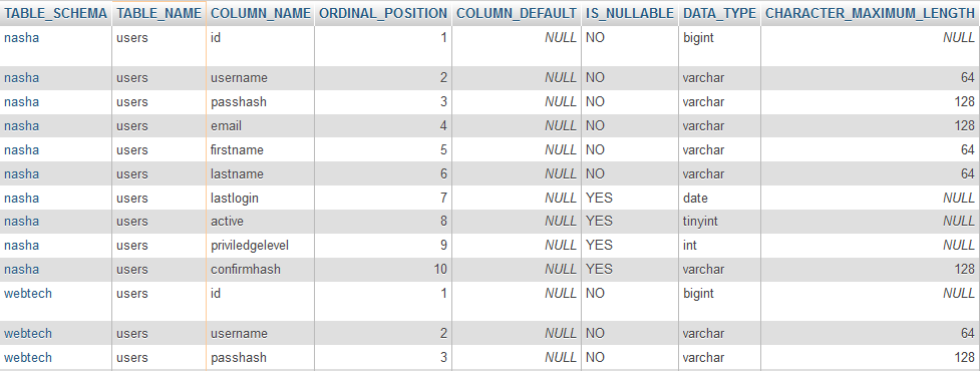 TABLE_SCHEMA TABLE_NAME COLUMN_NAME ORDINAL_POSITION COLUMN_DEFAULT IS_NULLABLE DATA_TYPE CHARACTER_MAXIMUM_LENGTH
nasha users id 1 NULL NO bigint NULL
nasha users username 2 NULL NO varchar 64
nasha users passhash 3 NULL NO varchar 128
nasha users email 4 NULL NO varchar 128
nasha users firstname 5 NULL NO varchar 64
nasha users lastname 6 NULL NO varchar 64
nasha users lastlogin 7 NULL YES date NULL
nasha users active 8 NULL YES tinyint NULL
nasha users priviledgelevel 9 NULL YES int NULL
nasha users confirmhash 10 NULL YES varchar 128
webtech users id 1 NULL NO bigint NULL
webtech users username 2 NULL NO varchar 64
webtech users passhash 3 NULL NO varchar 128